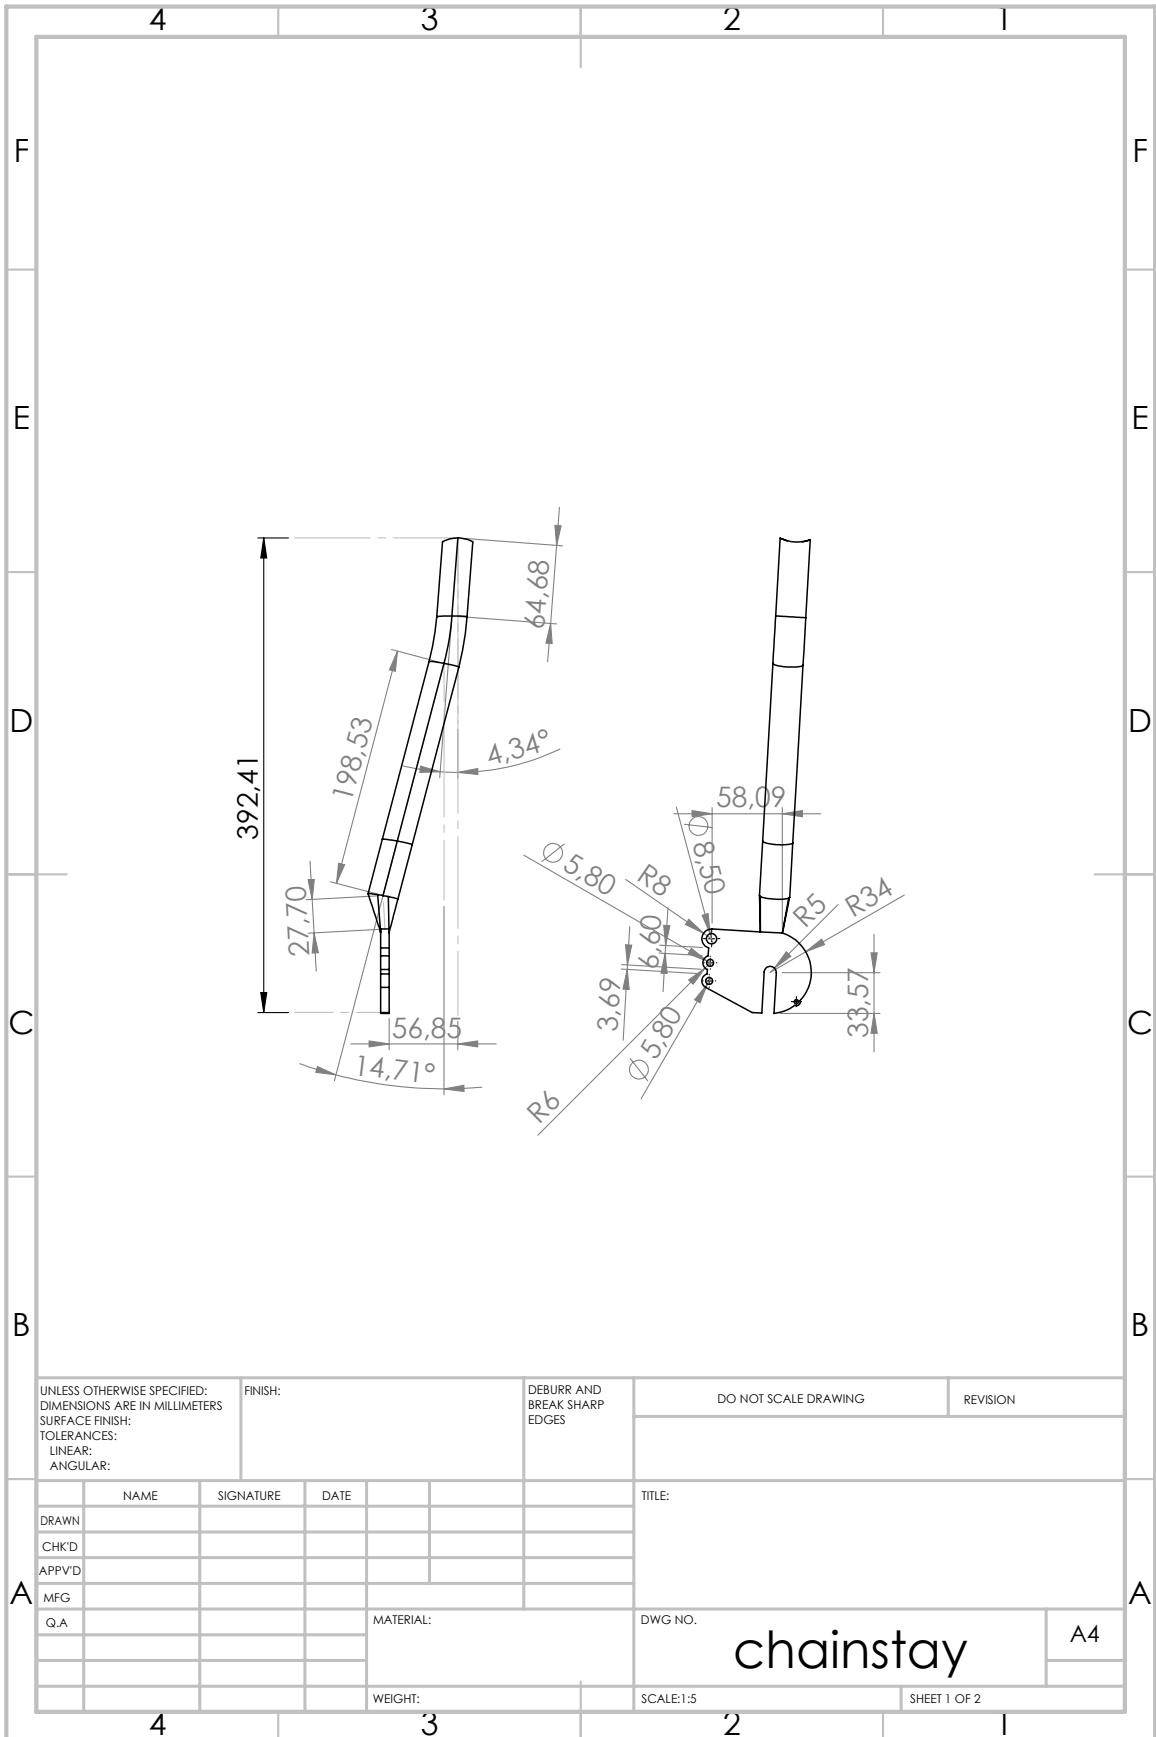 4 3 2 1
F F
E E
D D
C C
B B
A A
392,41
64,68
198,53
4,34°
27,70
56,85
14,71°
58,09
Ø 8,50
Ø 5,80
R8
6,60
3,69
R6
Ø 5,80
R5
R34
33,57
UNLESS OTHERWISE SPECIFIED:
DIMENSIONS ARE IN MILLIMETERS
SURFACE FINISH:
TOLERANCES:
LINEAR:
ANGULAR:
FINISH:
DEBURR AND
BREAK SHARP
EDGES
DO NOT SCALE DRAWING
REVISION
NAME SIGNATURE DATE
DRAWN
CHK'D
APPV'D
MFG
Q.A
TITLE:
MATERIAL:
DWG NO.
chainstay
A4
WEIGHT:
SCALE:1:5
SHEET 1 OF 2
4 3 2 1